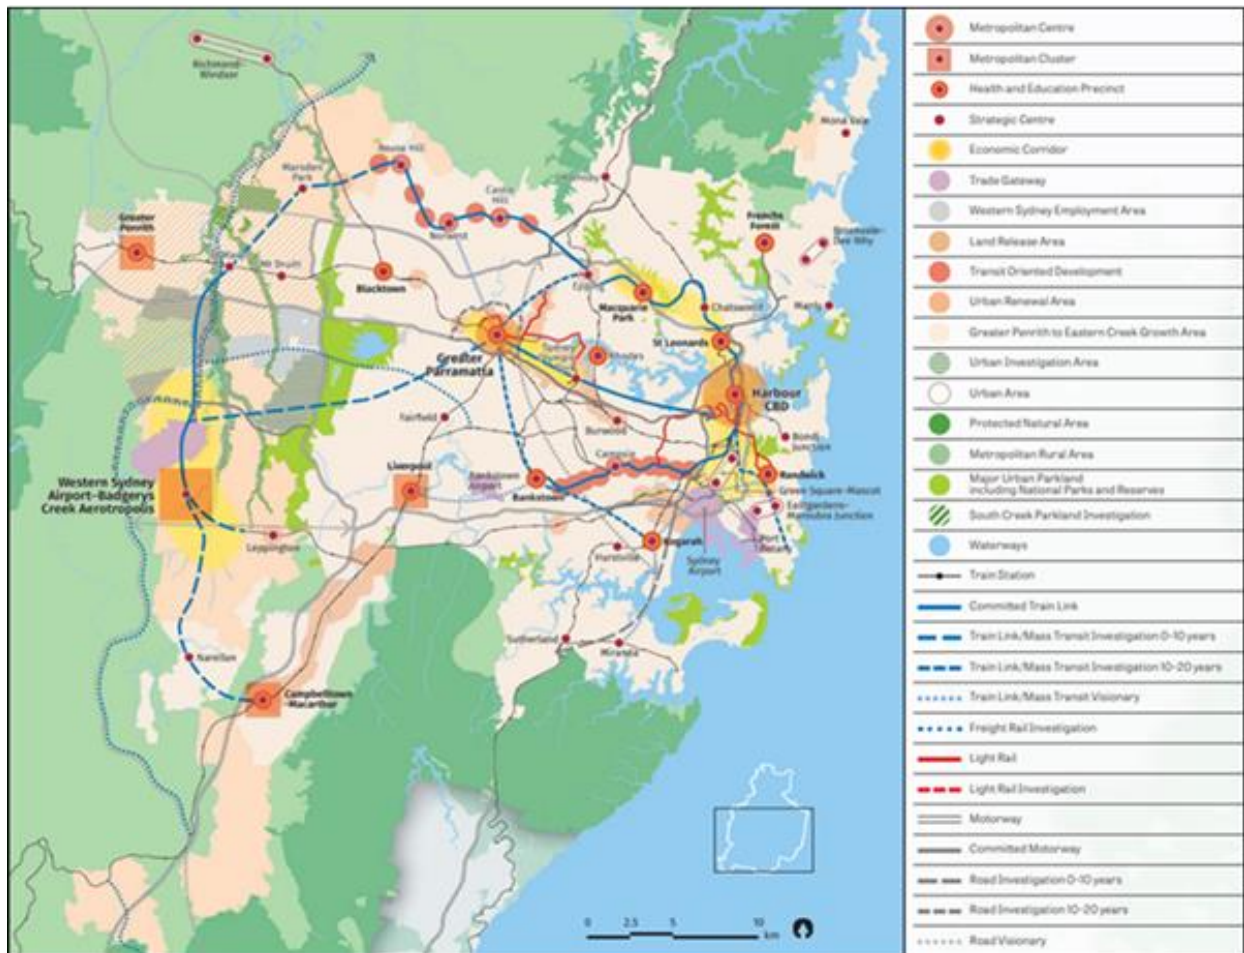 Richmond-
Windsor
Marsden
Park
Rouse Hill
Castle
Hill
Norwest
Hornsby
Mona Vale
Greater
Penrith
Mt Druitt
Blacktown
Epping
Macquarie
Park
Chatswood
Frenchs
Forest
Brookvale-
Dee Why
Manly
St Leonards
Greater
Parramatta
Sydney
Olympic
Rhodes
Harbour
CBD
Fairfield
Burwood
Bondi
Junction
Campsie
Liverpool
Bankstown
Airport
Bankstown
Randwick
Green Square-Mascot
Eastgardens-
Maroubra Junction
Western Sydney
Airport-Badgerys
Creek Aerotropolis
Leppington
Kogarah
Hurstville
Port
Botany
Sydney
Airport
Sutherland
Miranda
Narellan
Campbelltown
-Macarthur
0 2.5 5 10
km
Metropolitan Centre
Metropolitan Cluster
Health and Education Precinct
Strategic Centre
Economic Corridor
Trade Gateway
Western Sydney Employment Area
Land Release Area
Transit Oriented Development
Urban Renewal Area
Greater Penrith to Eastern Creek Growth Area
Urban Investigation Area
Urban Area
Protected Natural Area
Metropolitan Rural Area
Major Urban Parkland
including National Parks and Reserves
South Creek Parkland Investigation
Waterways
Train Station
Committed Train Link
Train Link/Mass Transit Investigation 0-10 years
Train Link/Mass Transit Investigation 10-20 years
Train Link/Mass Transit Visionary
Freight Rail Investigation
Light Rail
Light Rail Investigation
Motorway
Committed Motorway
Road Investigation 0-10 years
Road Investigation 10-20 years
Road Visionary